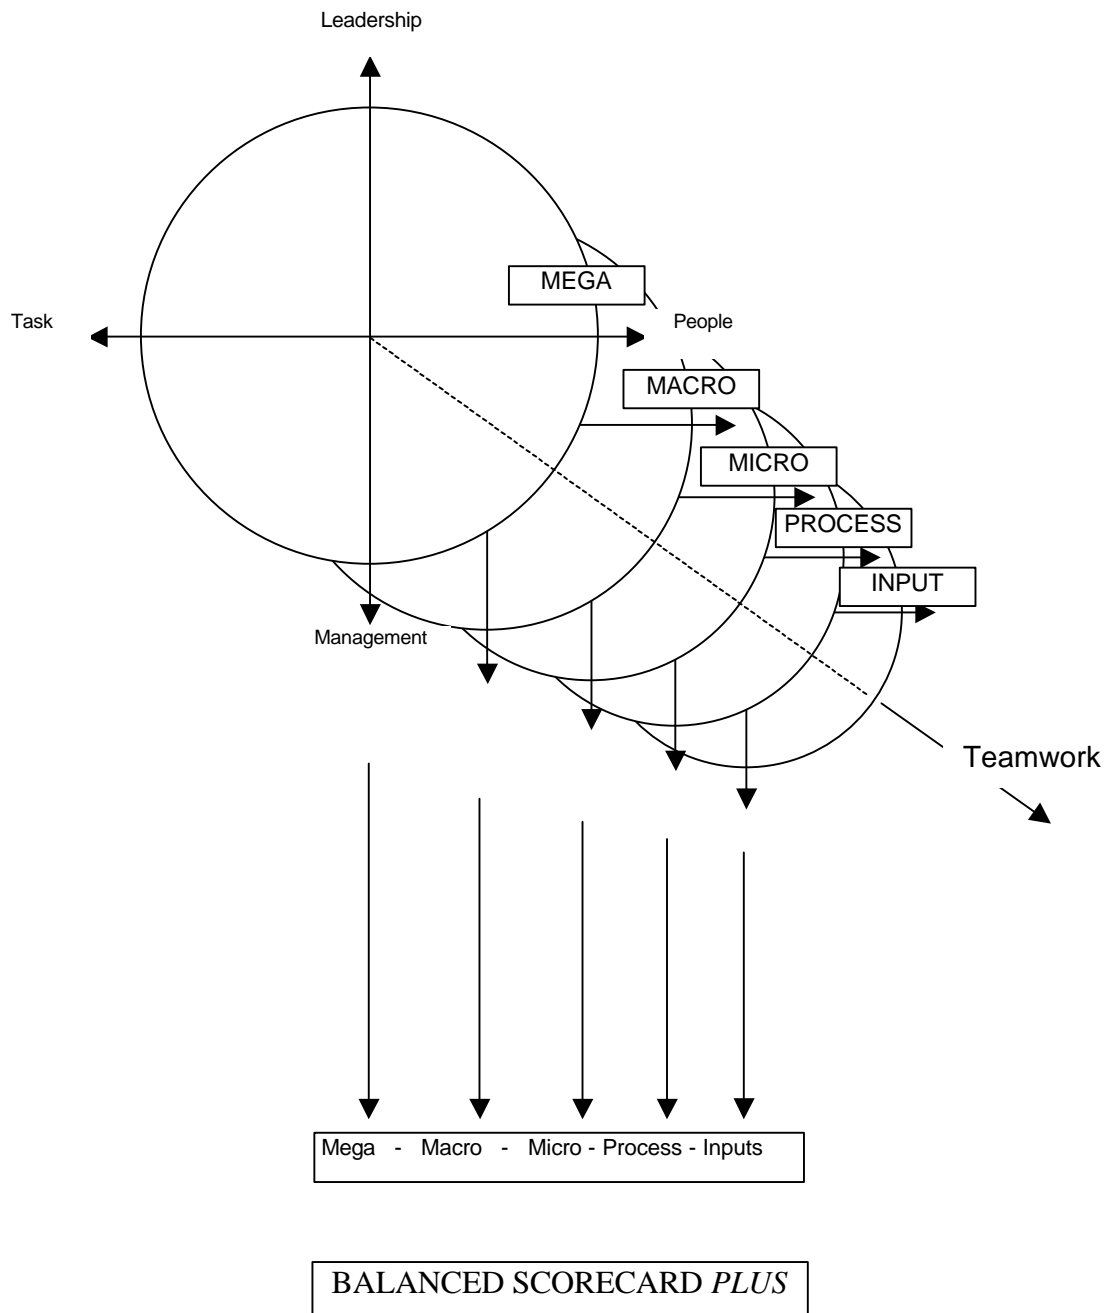 Leadership
MEGA
Task
People
MACRO
MICRO
PROCESS
INPUT
Management
Teamwork
Mega - Macro - Micro - Process - Inputs
BALANCED SCORECARD PLUS